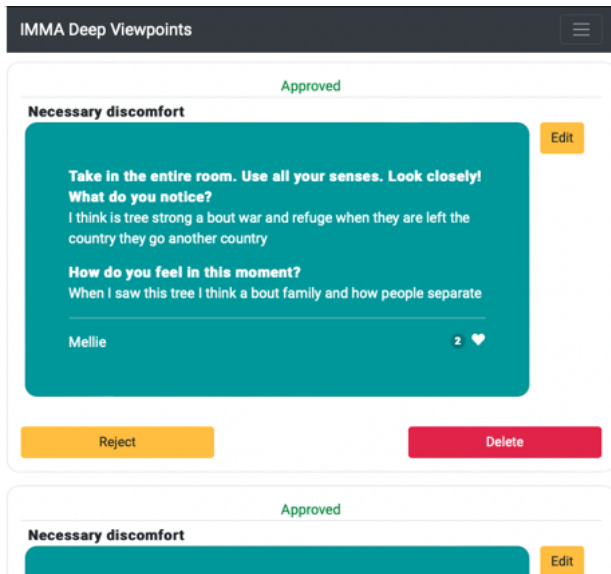 IMMA Deep Viewpoints
Approved
Necessary discomfort
Edit
Take in the entire room. Use all your senses. Look closely!
What do you notice?
I think is tree strong a bout war and refuge when they are left the
country they go another country
How do you feel in this moment?
When I saw this tree I think a bout family and how people separate
Mellie
2
Reject
Delete
Approved
Necessary discomfort
Edit